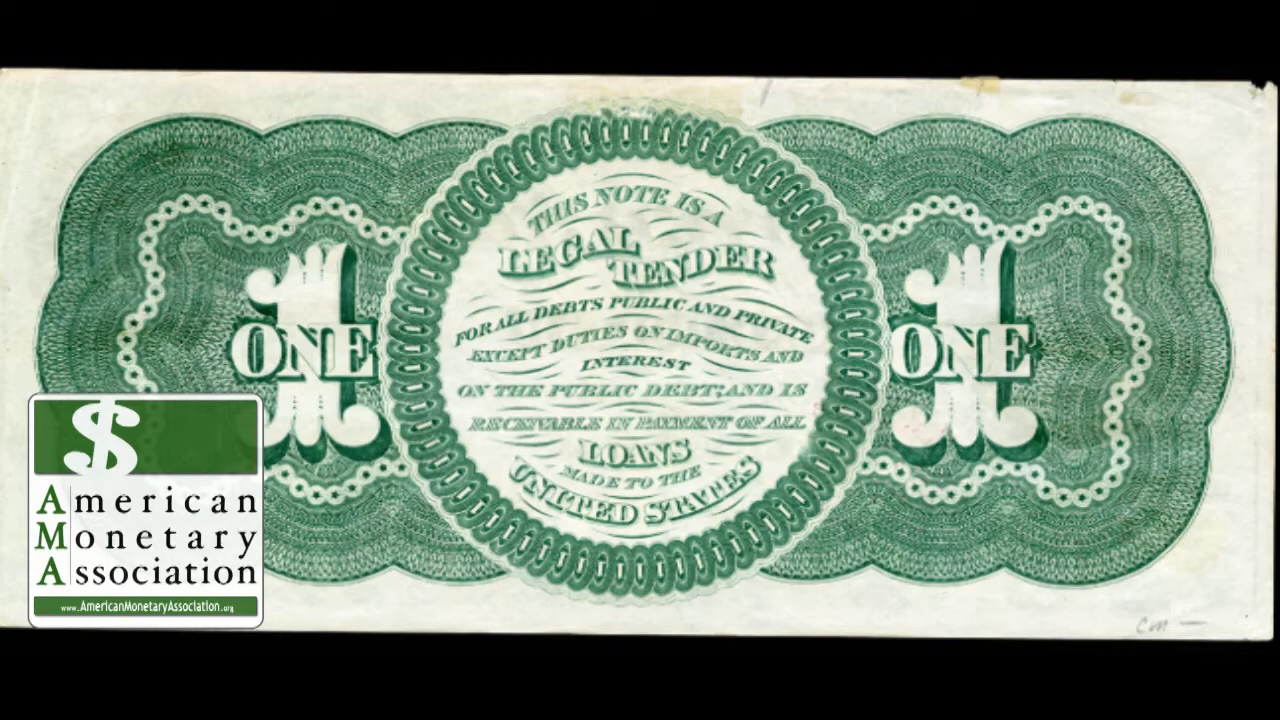 THIS NOTE IS A
LEGAL
TENDER
FOR ALL DEBTS PUBLIC AND PRIVATE
EXCEPT DUTIES ON IMPORTS AND
INTEREST
ON THE PUBLIC DEBT; AND IS
RECEIVABLE IN PAYMENT OF ALL
LOANS
MADE TO THE
UNITED STATES
1
ONE
1
ONE
$
American
Monetary
Association
www.AmericanMonetaryAssociation.org